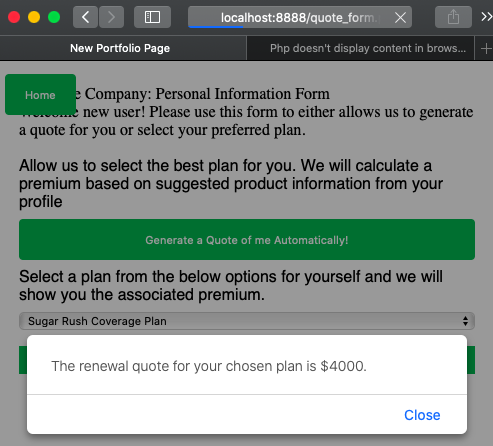 localhost:8888/quote_form.
New Portfolio Page
Php doesn't display content in brows...
Home
Company: Personal Information Form
new user! Please use this form to either allows us to generate
a quote for you or select your preferred plan.
Allow us to select the best plan for you. We will calculate a
premium based on suggested product information from your
profile
Generate a Quote of me Automatically!
Select a plan from the below options for yourself and we will
show you the associated premium.
Sugar Rush Coverage Plan
The renewal quote for your chosen plan is $4000.
Close